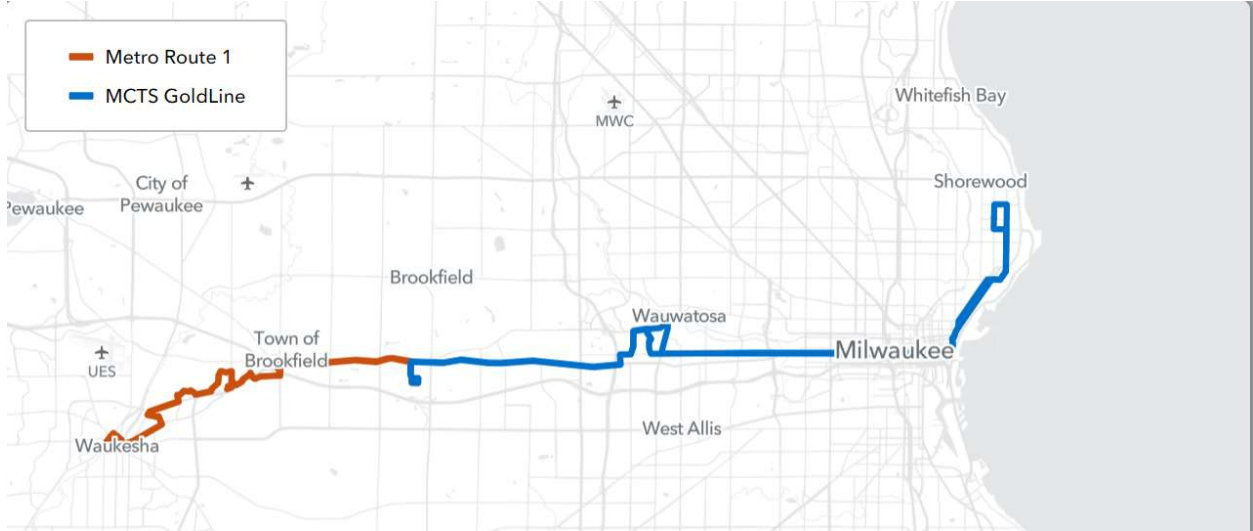 Metro Route 1
MCTS GoldLine
Whitefish Bay
MWC
City of
Pewaukee
Shorewood
Pewaukee
Brookfield
Wauwatosa
Town of
Brookfield
Milwaukee
UES
West Allis
Waukesha